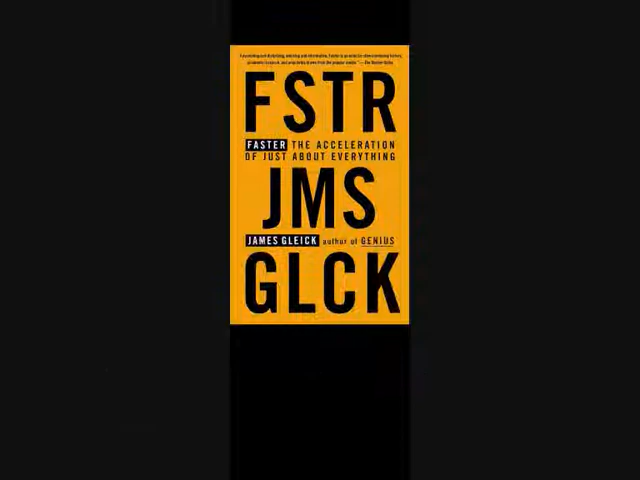 FSTR
FASTER THE ACCELERATION
OF JUST ABOUT EVERYTHING
JMS
JAMES GLEICK author of GENIUS
GLCK